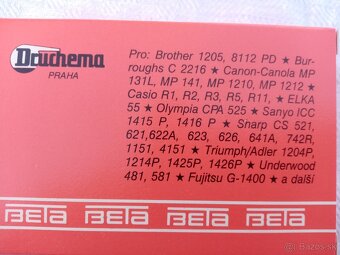 Druchema
PRAHA
Pro: Brother 1205, 8112 PD ★ Bur-
roughs C 2216 ★ Canon-Canola MP
131L, MP 141, MP 1210, MP 1212 ★
Casio R1, R2, R3, R5, R11, ★ ELKA
55 ★ Olympia CPA 525 ★ Sanyo ICC
1415 P, 1416 P ★ Snarp CS 521,
621,622A, 623, 626, 641A, 742R,
1151, 4151 ★ Triumph/Adler 1204P,
1214P, 1425P, 1426P ★ Underwood
481, 581 ★ Fujitsu G-1400 ★ a další
BETA BETA BETA BETA
© Bazos.sk